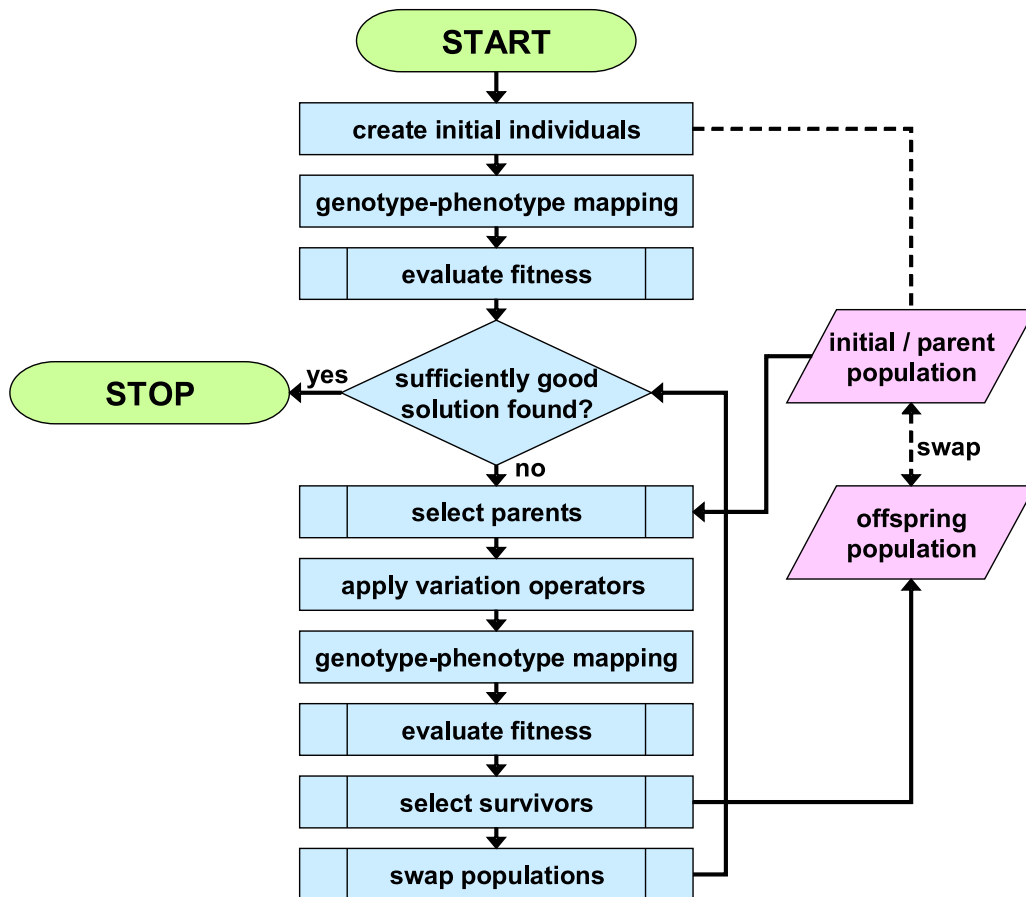 START
create initial individuals
genotype-phenotype mapping
evaluate fitness
sufficiently good
solution found?
yes
STOP
no
initial / parent
population
swap
offspring
population
select parents
apply variation operators
genotype-phenotype mapping
evaluate fitness
select survivors
swap populations